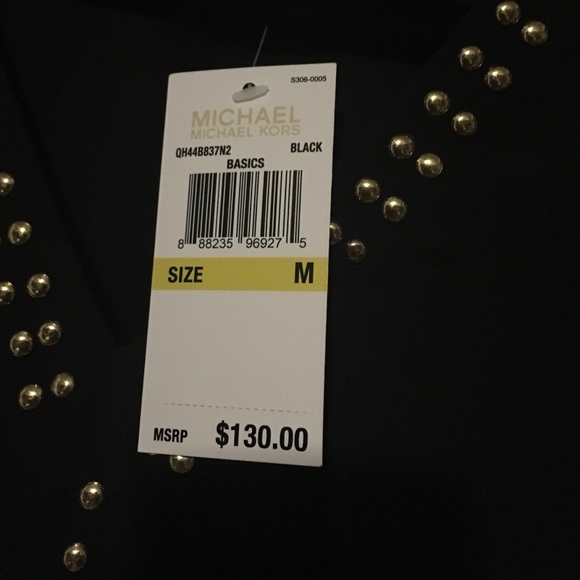 S306-0005
MICHAEL
MICHAEL KORS
QH44B837N2 BLACK
BASICS
8 88235 96927 5
SIZE M
MSRP $130.00